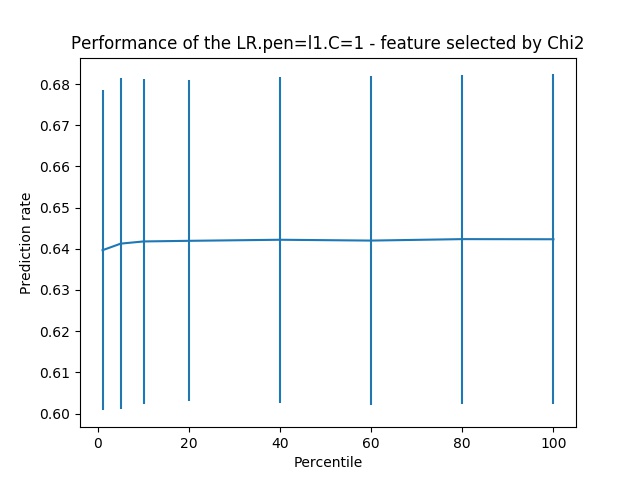 Performance of the LR.pen=l1.C=1 - feature selected by Chi2
0.68
0.67
0.66
0.65
0.64
0.63
0.62
0.61
0.60
Prediction rate
0 20 40 60 80 100
Percentile